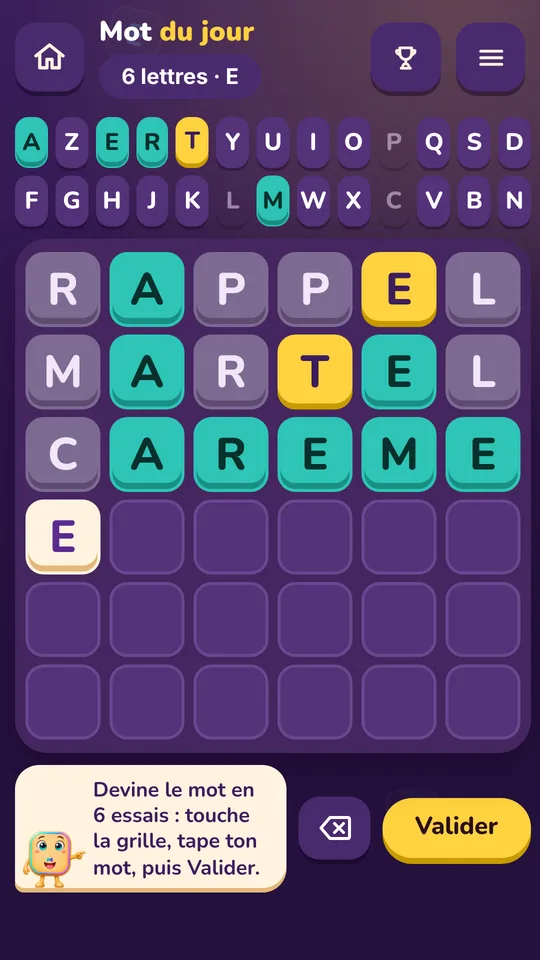 Mot du jour
6 lettres · E
A Z E R T Y U I O P Q S D
F G H J K L M W X C V B N
R A P P E L
M A R T E L
C A R E M E
E
Devine le mot en
6 essais : touche
la grille, tape ton
mot, puis Valider.
Valider